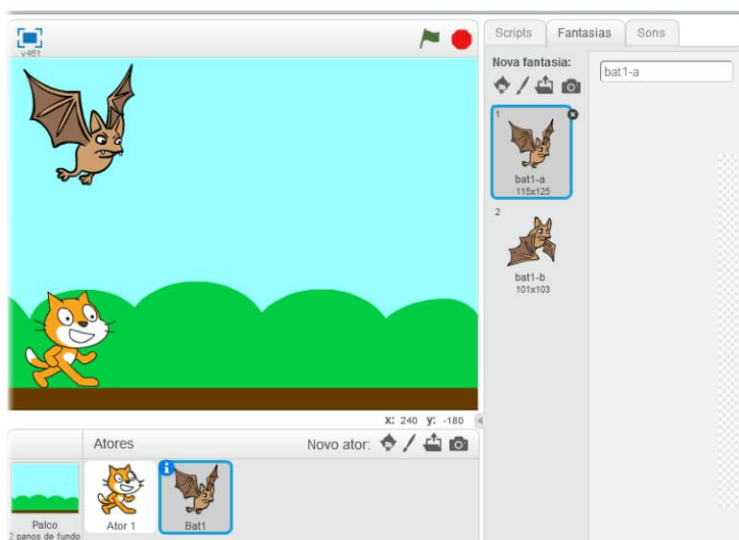 v461
Scripts
Fantasias
Sons
Nova fantasia:
bat1-a
1
bat1-a
115x125
2
bat1-b
101x103
x: 240 y: -180
Atores
Novo ator:
Palco
2 panos de fundo
Ator 1
Bat1